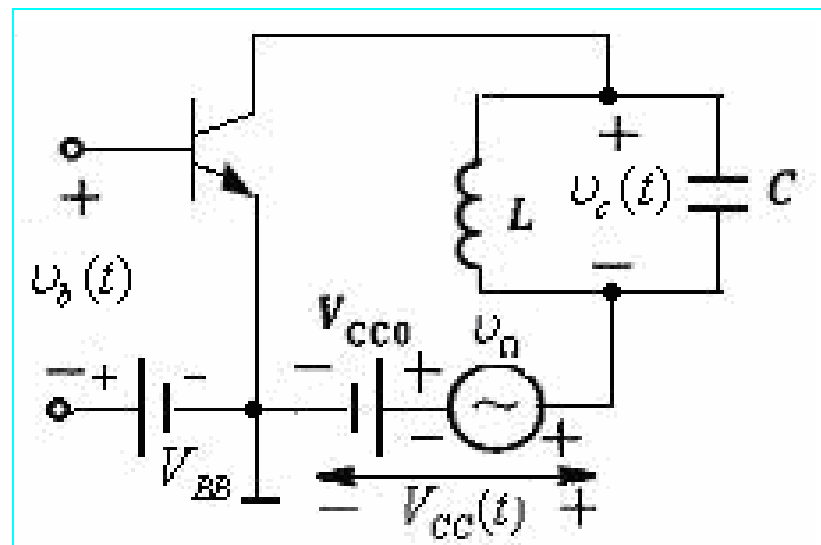 +
υc(t)
C
L
+
−
υb(t)
VCC0
υΩ
− + −
− +
− +
VBB
− VCC(t) +